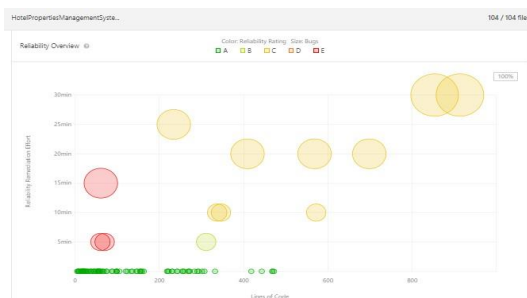 HotelPropertiesManagementSyste...
104 / 104 file
Reliability Overview
Color: Reliability Rating Size: Bugs
A B C D E
100%
30min
25min
20min
15min
10min
5min
0
0 200 400 600 800
Reliability Remediation Effort
Lines of Code